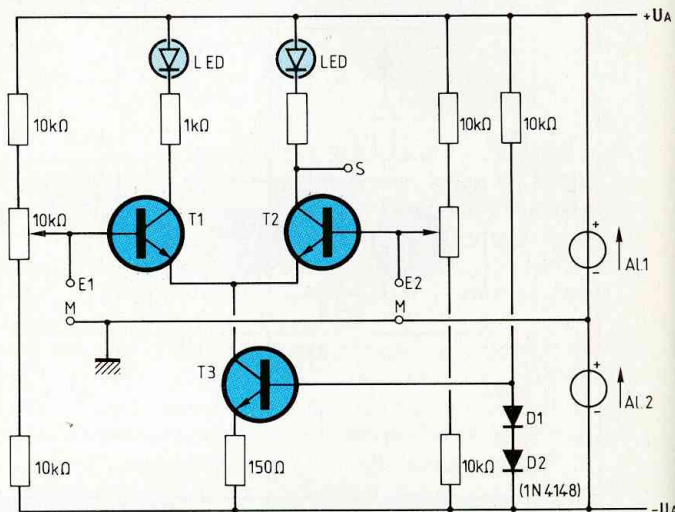 +UA
LED
LED
10kΩ
1kΩ
10kΩ
10kΩ
S
10kΩ
T1
T2
E1
E2
M
M
+
-
Al.1
T3
+
-
Al.2
D1
D2
10kΩ
150Ω
10kΩ
(1N4148)
-UA